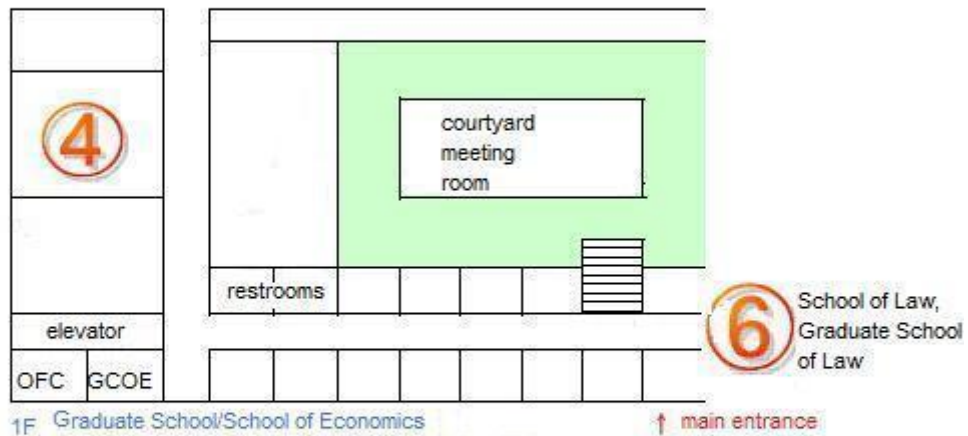 4
courtyard
meeting
room
restrooms
6
School of Law,
Graduate School
of Law
elevator
OFC GCOE
1F Graduate School/School of Economics
↑ main entrance